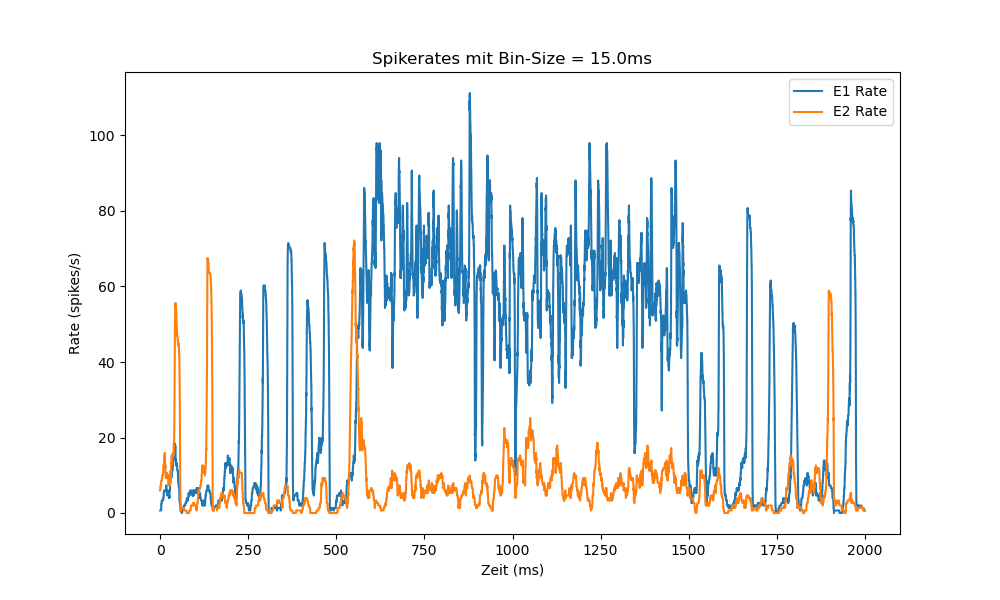 Spikerates mit Bin-Size = 15.0ms
E1 Rate
E2 Rate
Rate (spikes/s)
100
80
60
40
20
0
0 250 500 750 1000 1250 1500 1750 2000
Zeit (ms)